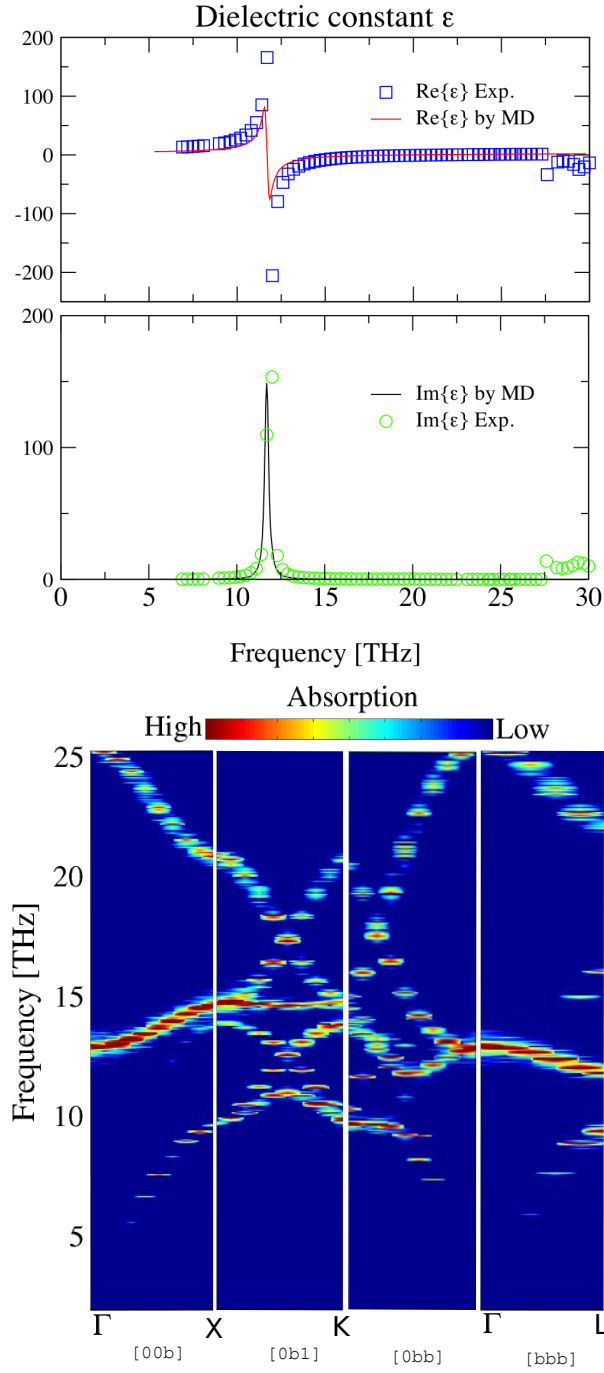 Dielectric constant ε
200
100
0
-100
-200
Re{ε} Exp.
Re{ε} by MD
200
100
0
Im{ε} by MD
Im{ε} Exp.
0 5 10 15 20 25 30
Frequency [THz]
Absorption
High Low
25
20
15
10
5
Frequency [THz]
Γ X K Γ L
[00b] [0b1] [0bb] [bbb]